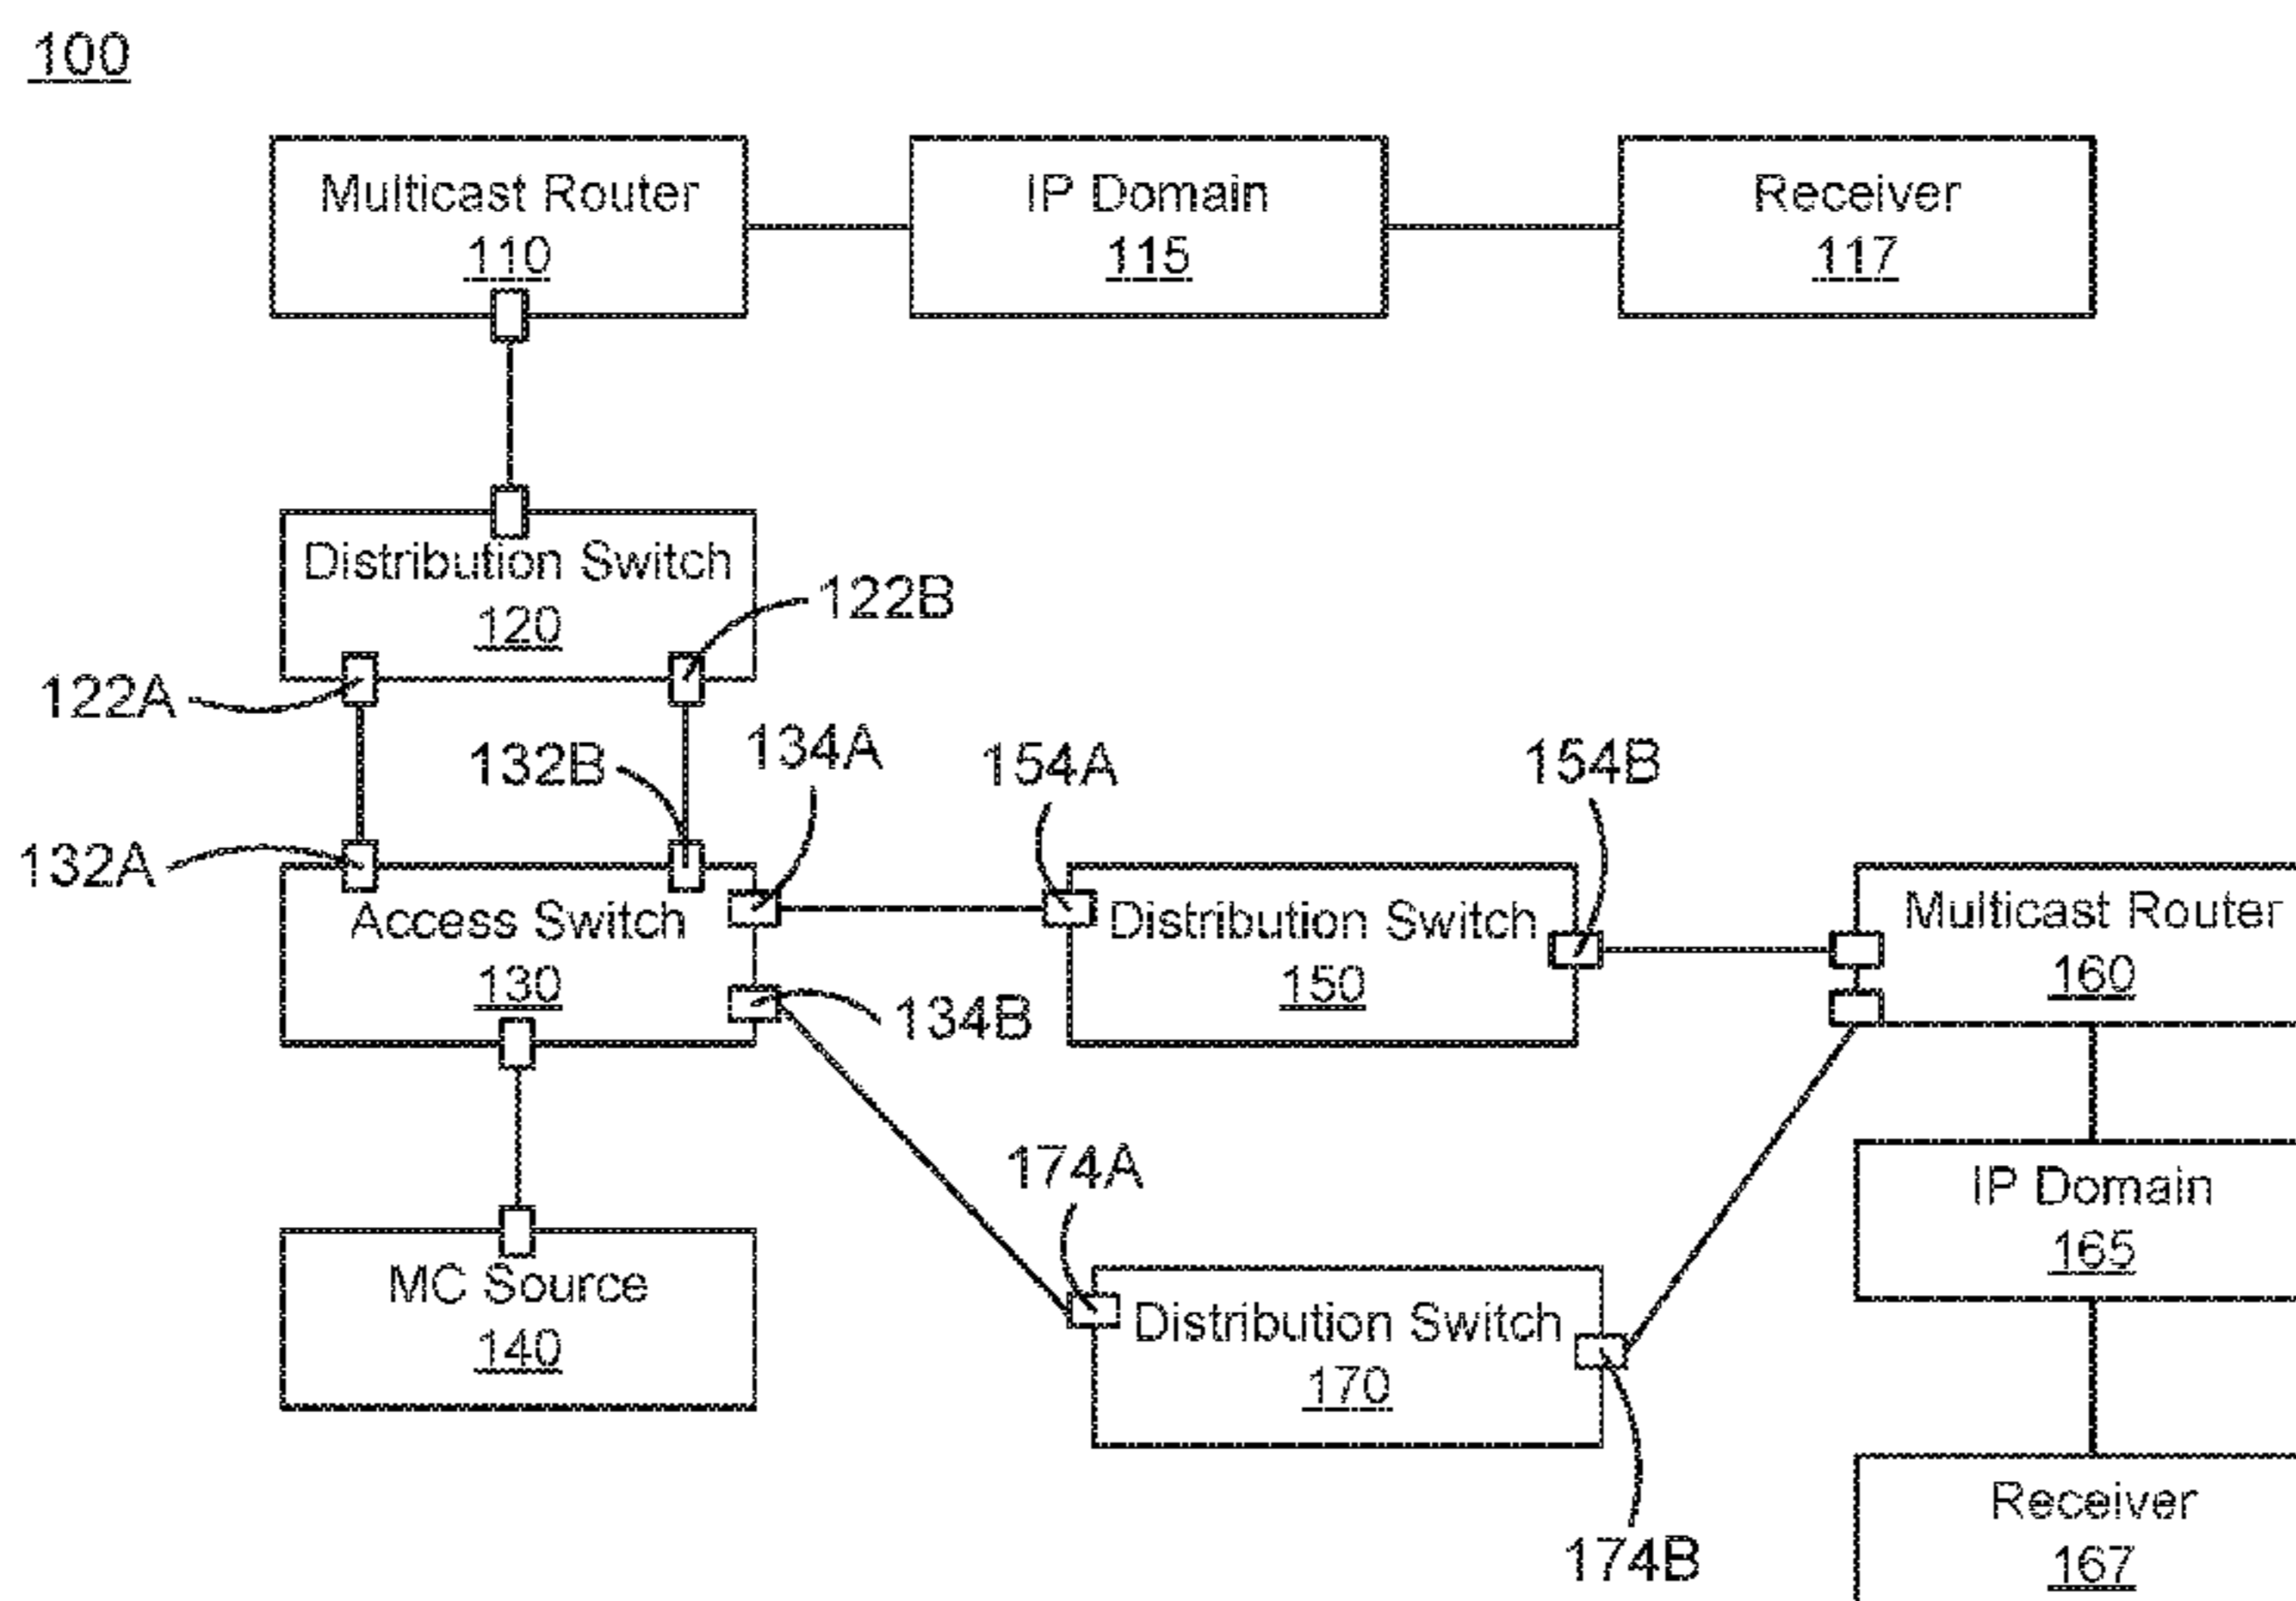 100
Multicast Router
110
IP Domain
115
Receiver
117
Distribution Switch
120
122B
122A
132B
134A
154A
154B
132A
Access Switch
130
134B
Distribution Switch
150
Multicast Router
160
174A
IP Domain
165
MC Source
140
Distribution Switch
170
Receiver
167
174B